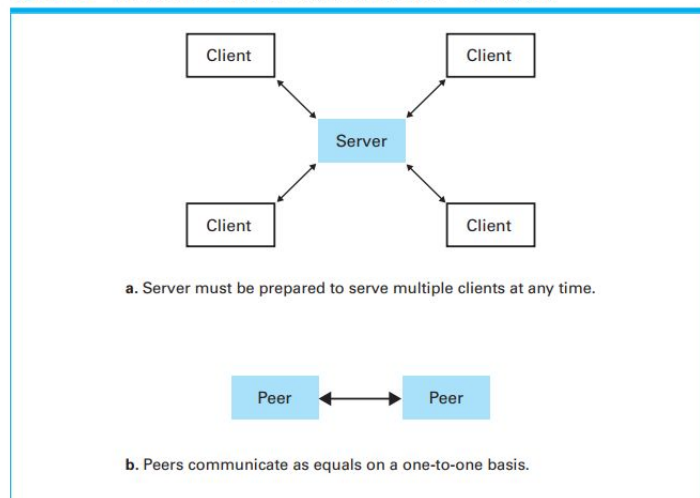 Client Client
Server
Client Client
a. Server must be prepared to serve multiple clients at any time.
Peer Peer
b. Peers communicate as equals on a one-to-one basis.